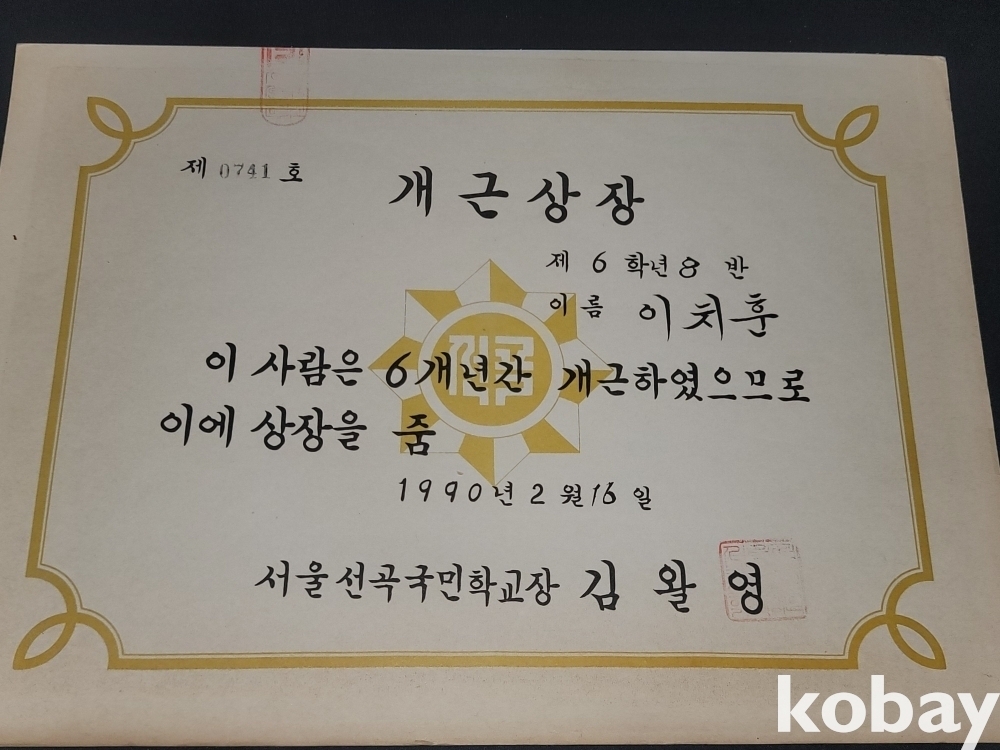 제 0741 호
개근상장
제 6 학년 8 반
이름 이치훈
이 사람은 6개년간 개근하였으므로
이에 상장을 줌
1990년 2월 16일
서울선곡국민학교장 김왈영
kobay